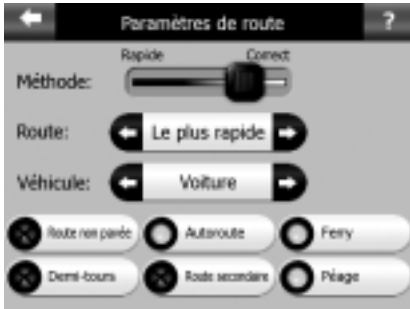 Paramètres de route ?
Rapide Correct
Méthode:
Route: Le plus rapide
Véhicule: Voiture
Route non pavée Autoroute Ferry
Demi-tours Route secondaire Péage